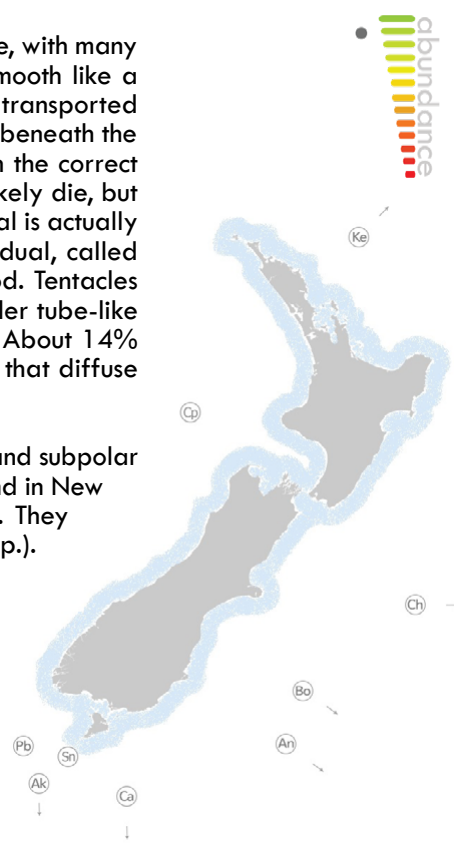 e, with many
mooth like a
transported
beneath the
n the correct
kely die, but
al is actually
dual, called
od. Tentacles
ler tube-like
About 14%
that diffuse
and subpolar
nd in New
. They
p.).
abundance
Ke
Cp
Ch
Bo
An
Pb
Sn
Ak
Ca